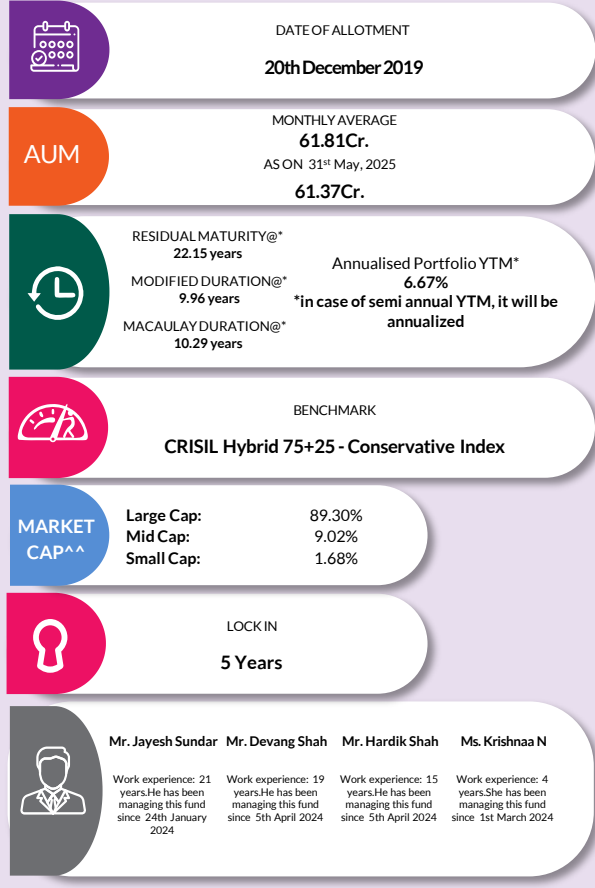 DATE OF ALLOTMENT
20th December 2019
AUM
MONTHLY AVERAGE
61.81Cr.
AS ON 31st May, 2025
61.37Cr.
RESIDUAL MATURITY@*
22.15 years
MODIFIED DURATION@*
9.96 years
MACAULAY DURATION@*
10.29 years
Annualised Portfolio YTM*
6.67%
*in case of semi annual YTM, it will be
annualized
BENCHMARK
CRISIL Hybrid 75+25 - Conservative Index
MARKET
CAP^^
Large Cap: 89.30%
Mid Cap: 9.02%
Small Cap: 1.68%
LOCK IN
5 Years
Mr. Jayesh Sundar
Work experience: 21
years.He has been
managing this fund
since 24th January
2024
Mr. Devang Shah
Work experience: 19
years.He has been
managing this fund
since 5th April 2024
Mr. Hardik Shah
Work experience: 15
years.He has been
managing this fund
since 5th April 2024
Ms. Krishnaa N
Work experience: 4
years.She has been
managing this fund
since 1st March 2024